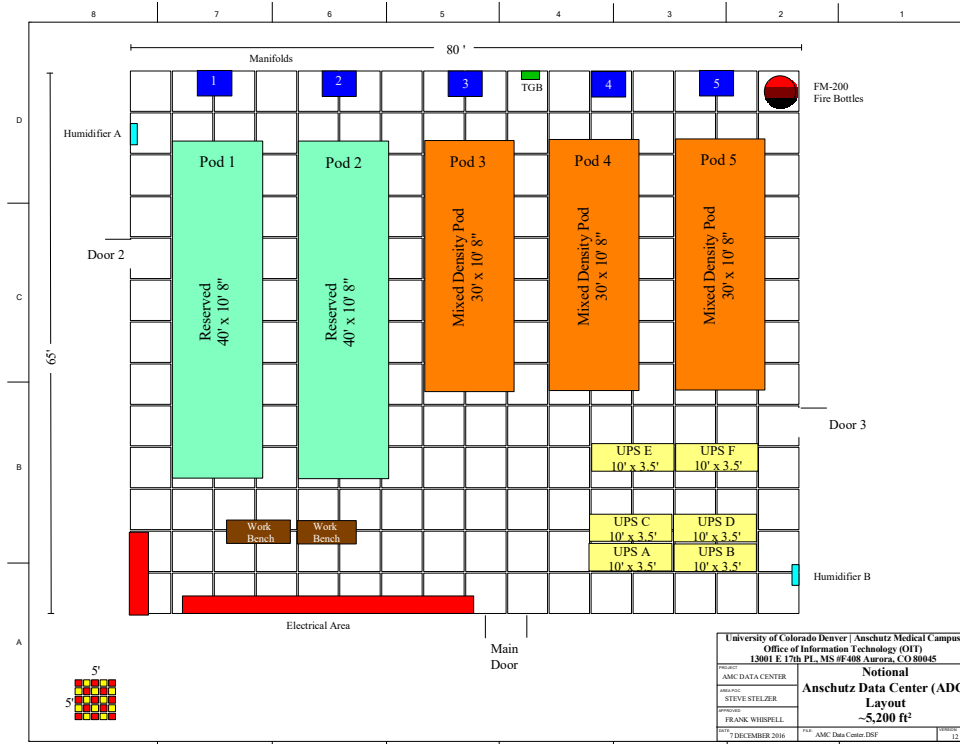 8 7 6 5 4 3 2 1
80 '
Manifolds
1 2 3 4 5
TGB
FM-200
Fire Bottles
D
Humidifier A
Pod 1 Pod 2 Pod 3 Pod 4 Pod 5
Reserved
40' x 10' 8"
Reserved
40' x 10' 8"
Mixed Density Pod
30' x 10' 8"
Mixed Density Pod
30' x 10' 8"
Mixed Density Pod
30' x 10' 8"
Door 2
C
65'
Door 3
B
UPS E
10' x 3.5'
UPS F
10' x 3.5'
Work
Bench
Work
Bench
UPS C
10' x 3.5'
UPS D
10' x 3.5'
UPS A
10' x 3.5'
UPS B
10' x 3.5'
Humidifier B
Electrical Area
A
Main
Door
5'
5'
University of Colorado Denver | Anschutz Medical Campus
Office of Information Technology (OIT)
13001 E 17th PL, MS #F408 Aurora, CO 80045
PROJECT
AMC DATA CENTER
AREA POC
STEVE STELZER
APPROVED
FRANK WHISPELL
DATE
7 DECEMBER 2016
Notional
Anschutz Data Center (ADC
Layout
~5,200 ft²
FILE: AMC Data Center.DSF
VERSION
12
7 6 5 4 3 2